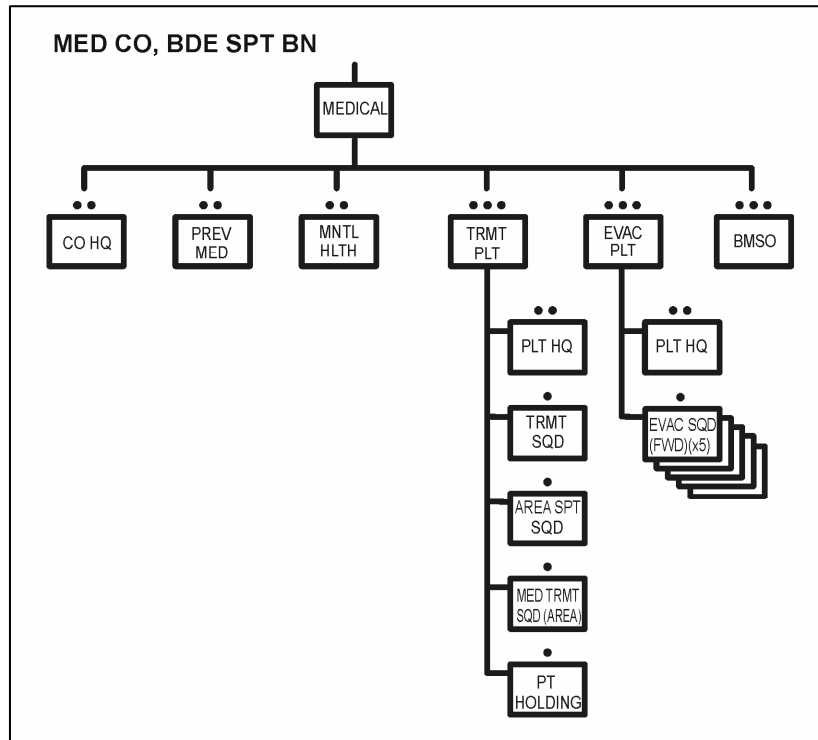 MED CO, BDE SPT BN
MEDICAL
CO HQ
PREV
MED
MNTL
HLTH
TRMT
PLT
EVAC
PLT
BMSO
PLT HQ
PLT HQ
TRMT
SQD
EVAC SQD
(FWD)(x5)
AREA SPT
SQD
MED TRMT
SQD (AREA)
PT
HOLDING